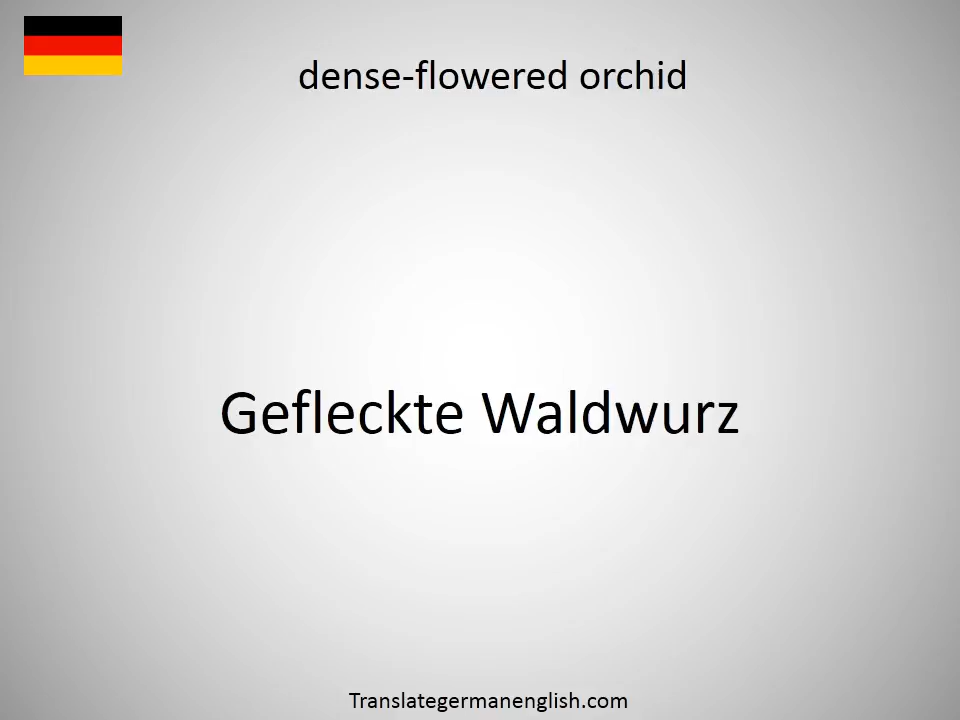 dense-flowered orchid
Gefleckte Waldwurz
Translategermanenglish.com